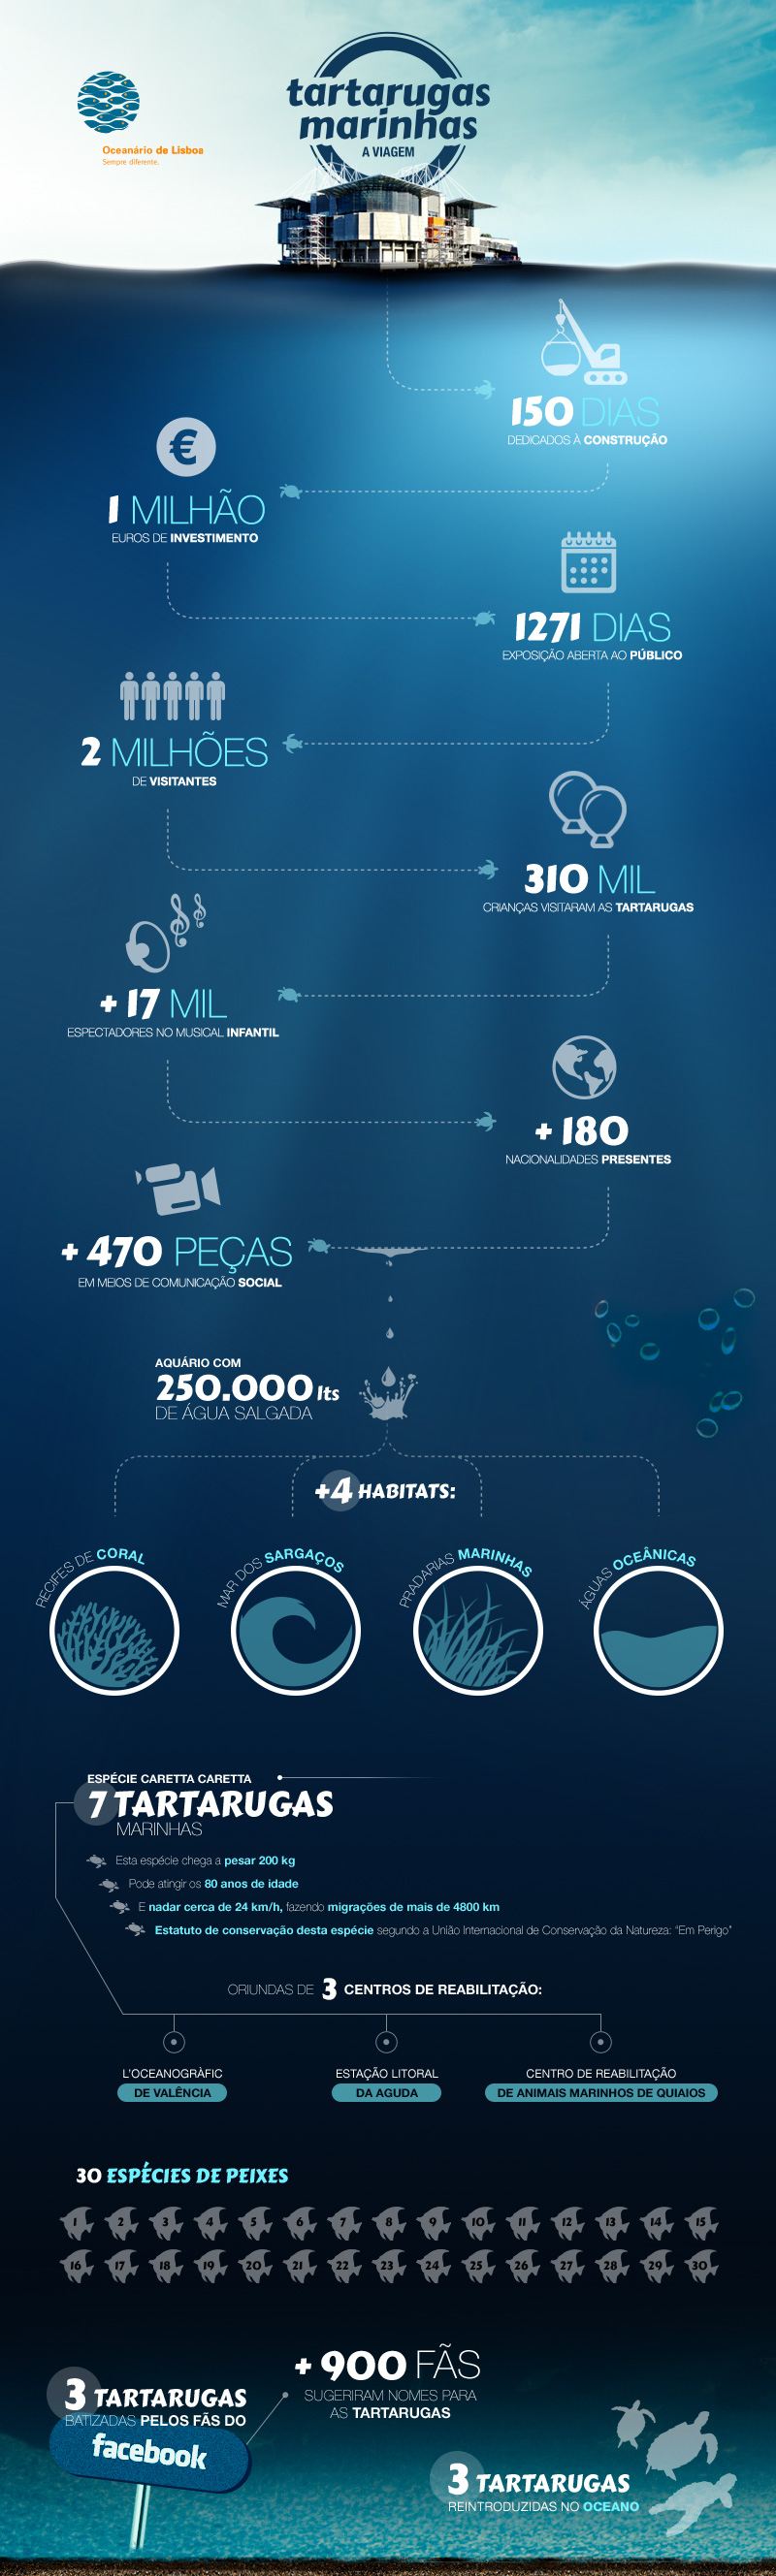 Oceanário de Lisboa
Sempre diferente.
tartarugas
marinhas
A VIAGEM
150 DIAS
DEDICADOS À CONSTRUÇÃO
€
1 MILHÃO
EUROS DE INVESTIMENTO
1271 DIAS
EXPOSIÇÃO ABERTA AO PÚBLICO
2 MILHÕES
DE VISITANTES
310 MIL
CRIANÇAS VISITARAM AS TARTARUGAS
+ 17 MIL
ESPECTADORES NO MUSICAL INFANTIL
+ 180
NACIONALIDADES PRESENTES
+ 470 PEÇAS
EM MEIOS DE COMUNICAÇÃO SOCIAL
AQUÁRIO COM
250.000 lts
DE ÁGUA SALGADA
+4 HABITATS:
RECIFES DE CORAL
MAR DOS SARGAÇOS
PRADARIAS MARINHAS
ÁGUAS OCEÂNICAS
ESPÉCIE CARETTA CARETTA
7 TARTARUGAS
MARINHAS
Esta espécie chega a pesar 200 kg
Pode atingir os 80 anos de idade
E nadar cerca de 24 km/h, fazendo migrações de mais de 4800 km
Estatuto de conservação desta espécie segundo a União Internacional de Conservação da Natureza: “Em Perigo”
ORIUNDAS DE 3 CENTROS DE REABILITAÇÃO:
L'OCEANOGRÀFIC
DE VALÊNCIA
ESTAÇÃO LITORAL
DA AGUDA
CENTRO DE REABILITAÇÃO
DE ANIMAIS MARINHOS DE QUIAIOS
30 ESPÉCIES DE PEIXES
1 2 3 4 5 6 7 8 9 10 11 12 13 14 15
16 17 18 19 20 21 22 23 24 25 26 27 28 29 30
+ 900 FÃS
SUGERIRAM NOMES PARA
AS TARTARUGAS
3 TARTARUGAS
BATIZADAS PELOS FÃS DO
facebook
3 TARTARUGAS
REINTRODUZIDAS NO OCEANO